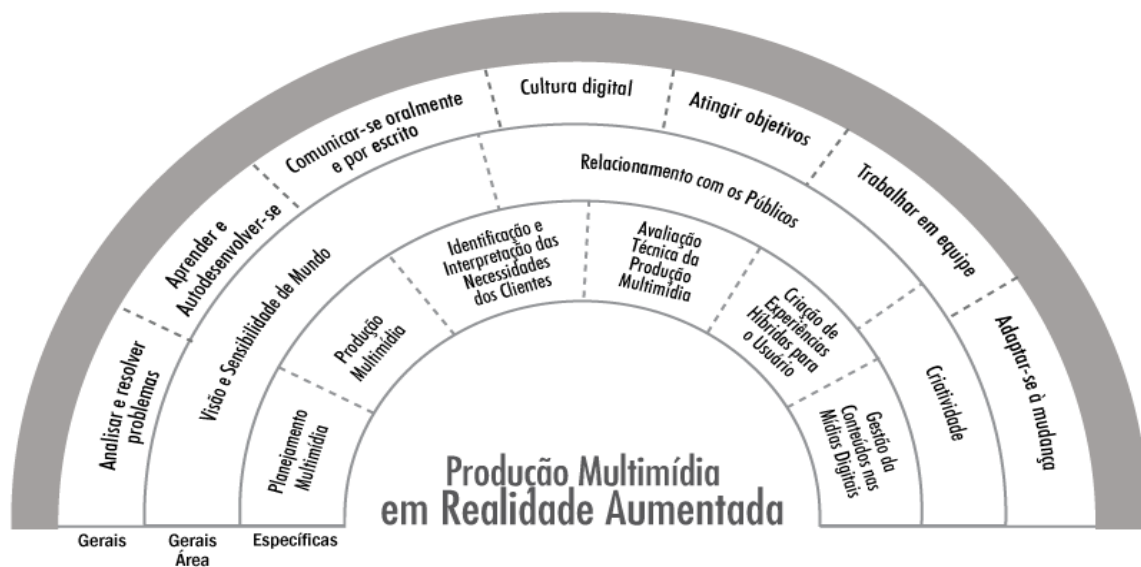 Analisar e resolver
problemas
Aprender e
Autodesenvolver-se
Comunicar-se oralmente
e por escrito
Cultura digital
Atingir objetivos
Trabalhar em equipe
Adaptar-se à mudança
Visão e Sensibilidade de Mundo
Relacionamento com os Públicos
Criatividade
Planejamento
Multimídia
Produção
Multimídia
Identificação e
Interpretação das
Necessidades
dos Clientes
Avaliação
Técnica da
Produção
Multimídia
Criação de
Experiências
Híbridas para
o Usuário
Gestão da
Conteúdos nas
Mídias Digitais
Produção Multimídia
em Realidade Aumentada
Gerais
Gerais
Área
Específicas